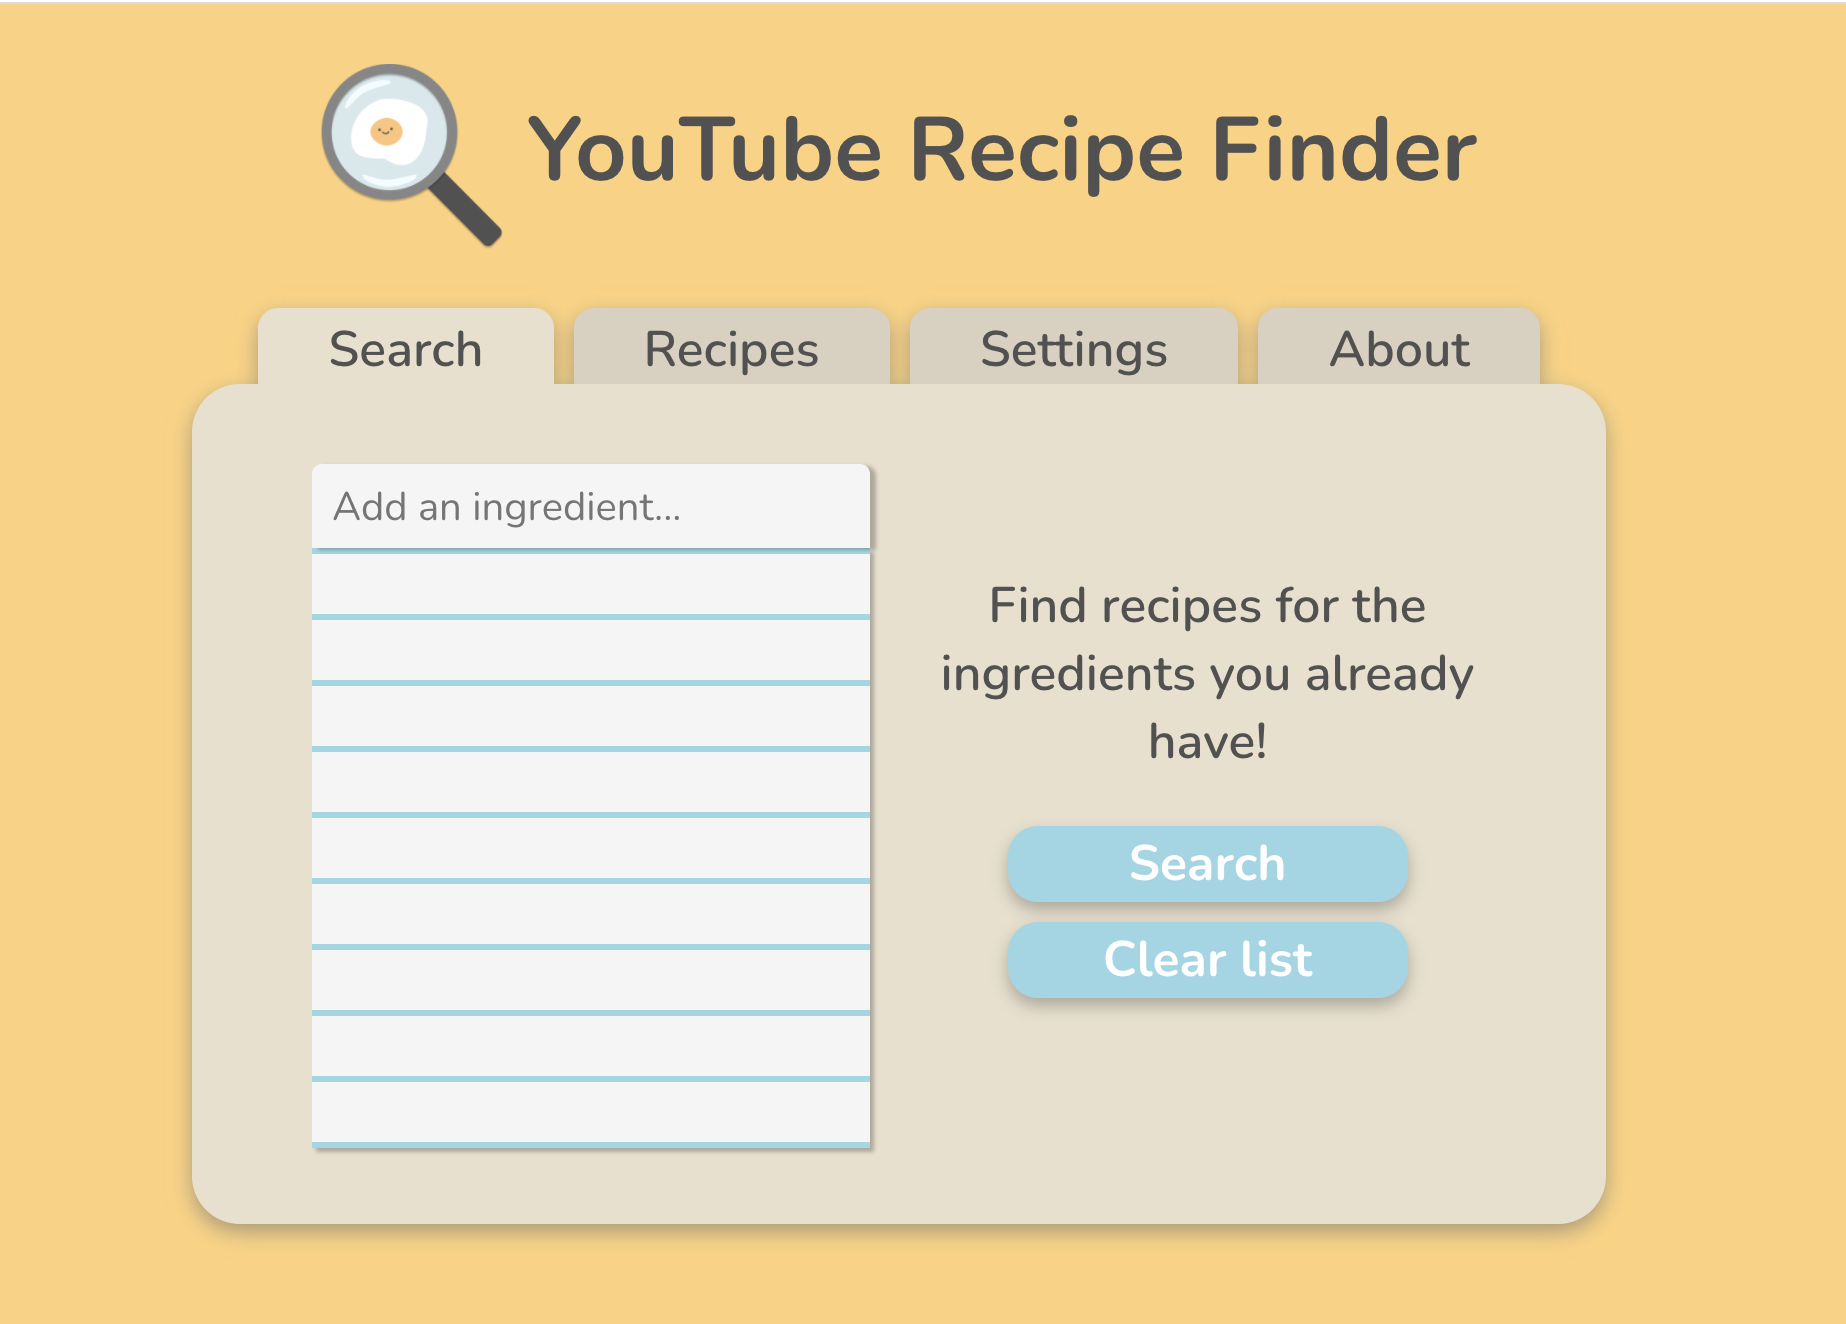 YouTube Recipe Finder
Search
Recipes
Settings
About
Add an ingredient...
Find recipes for the
ingredients you already
have!
Search
Clear list